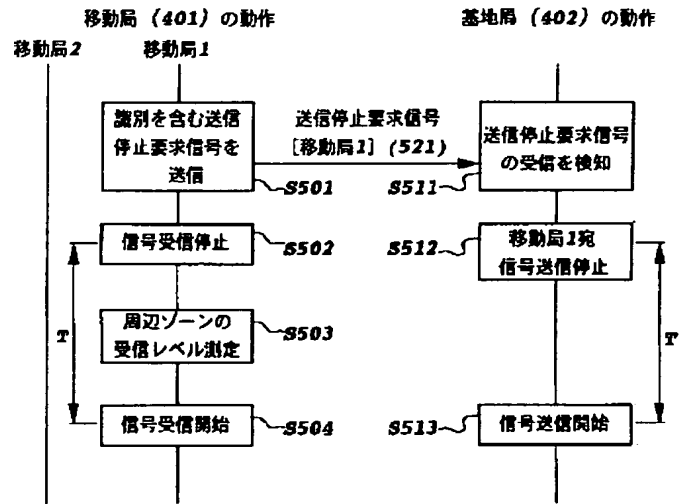 移動局 (401) の動作
基地局 (402) の動作
移動局2
移動局1
識別を含む送信
停止要求信号を
送信
S501
送信停止要求信号
[移動局1] (521)
送信停止要求信号
の受信を検知
S511
信号受信停止
S502
移動局1宛
信号送信停止
S512
T
周辺ゾーンの
受信レベル測定
S503
T
信号受信開始
S504
信号送信開始
S513